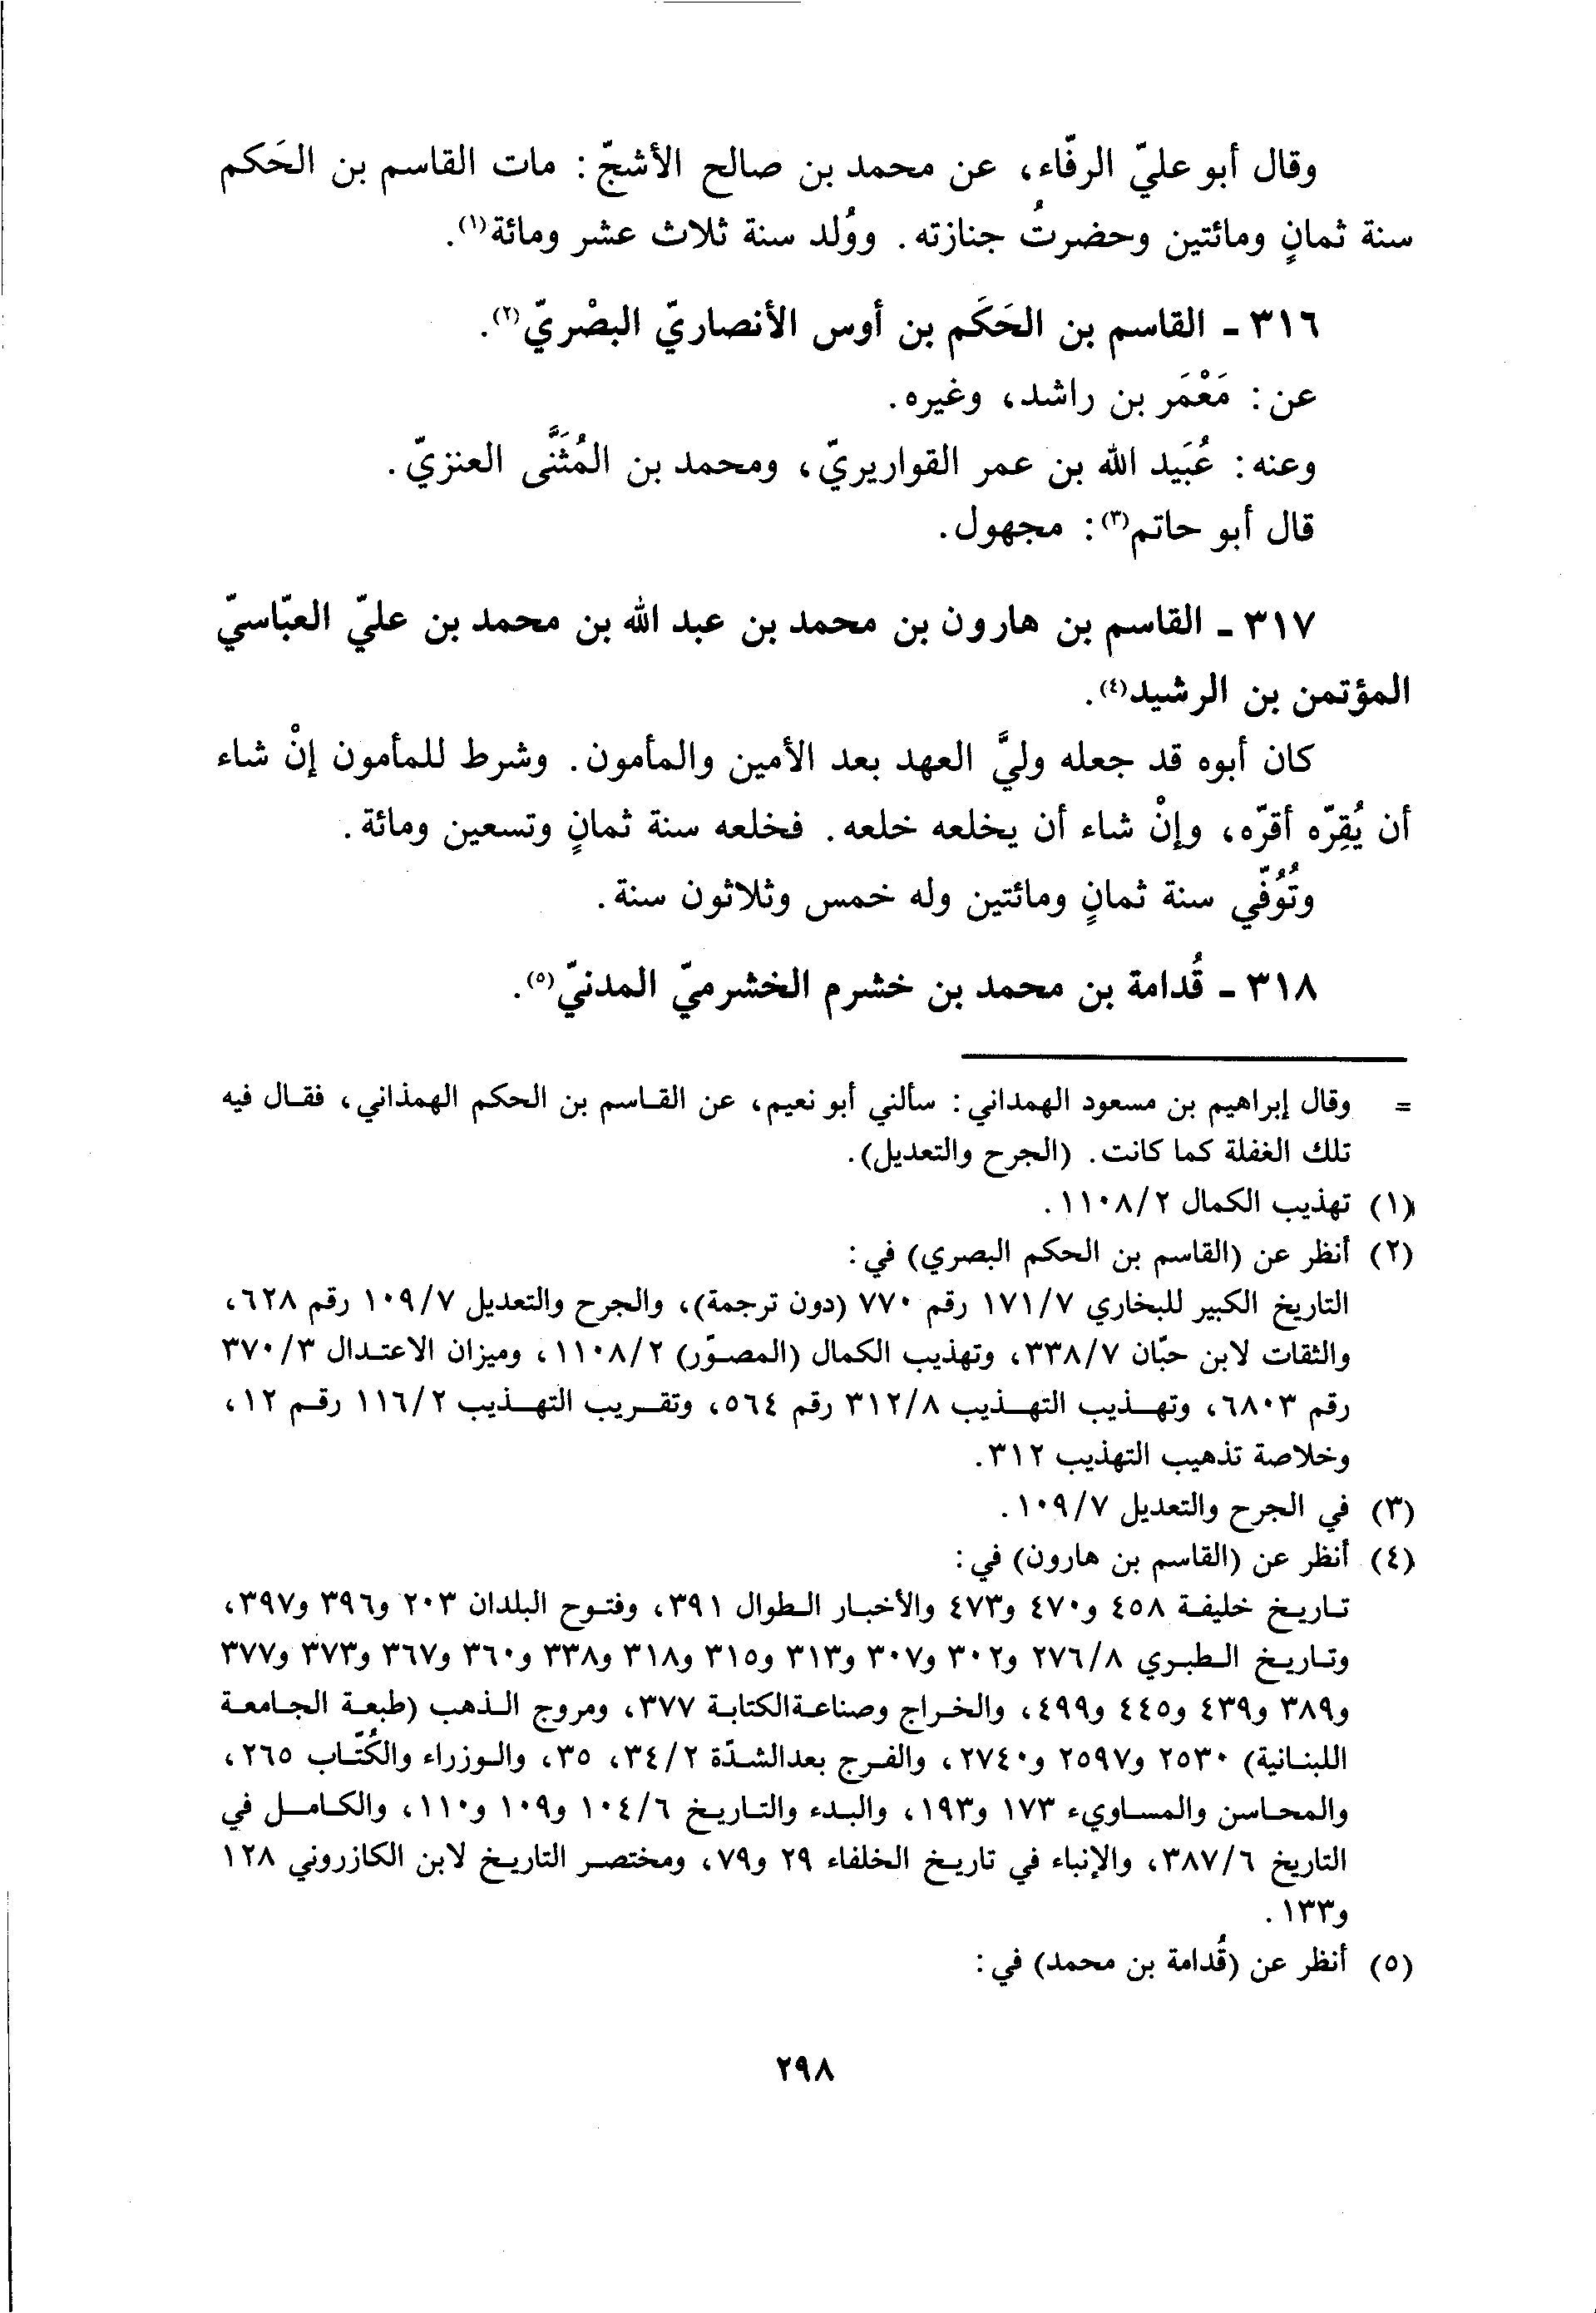 وقال أبو عليّ الرفّاء، عن محمد بن صالح الأشجّ: مات القاسم بن الحَكم
سنة ثمانٍ ومائتين وحضرتُ جنازته. ووُلد سنة ثلاث عشر ومائة(١).
٣١٦ - القاسم بن الحَكَم بن أوس الأنصاريّ البصْريّ(٢).
عن: مَعْمَر بن راشد، وغيره.
وعنه: عُبَيد الله بن عمر القواريريّ، ومحمد بن المُثَنَّى العنزيّ.
قال أبو حاتم(٣): مجهول.
٣١٧ - القاسم بن هارون بن محمد بن عبد الله بن محمد بن عليّ العبّاسيّ
المؤتمن بن الرشيد(٤).
كان أبوه قد جعله وليَّ العهد بعد الأمين والمأمون. وشرط للمأمون إنْ شاء
أن يُقِرّه أقرّه، وإنْ شاء أن يخلعه خلعه. فخلعه سنة ثمانٍ وتسعين ومائة.
وتُوُفّي سنة ثمانٍ ومائتين وله خمس وثلاثون سنة.
٣١٨ - قُدامة بن محمد بن خشرم الخشرميّ المدنيّ(٥).
= وقال إبراهيم بن مسعود الهمداني: سألني أبو نعيم، عن القاسم بن الحكم الهمذاني، فقال فيه
تلك الغفلة كما كانت. (الجرح والتعديل).
(١) تهذيب الكمال ١١٠٨/٢.
(٢) أنظر عن (القاسم بن الحكم البصري) في:
التاريخ الكبير للبخاري ١٧١/٧ رقم ٧٧٠ (دون ترجمة)، والجرح والتعديل ١٠٩/٧ رقم ٦٢٨،
والثقات لابن حبّان ٣٣٨/٧، وتهذيب الكمال (المصوّر) ١١٠٨/٢، وميزان الاعتدال ٣٧٠/٣
رقم ٦٨٠٣، وتهذيب التهذيب ٣١٢/٨ رقم ٥٦٤، وتقريب التهذيب ١١٦/٢ رقم ١٢،
وخلاصة تذهيب التهذيب ٣١٢.
(٣) في الجرح والتعديل ١٠٩/٧.
(٤) أنظر عن (القاسم بن هارون) في:
تاريخ خليفة ٤٥٨ و٤٧٠ و٤٧٣ والأخبار الطوال ٣٩١، وفتوح البلدان ٢٠٣ و٣٩٦ و٣٩٧،
وتاريخ الطبري ٢٧٦/٨ و٣٠٢ و٣٠٧ و٣١٣ و٣١٥ و٣١٨ و٣٣٨ و٣٦٠ و٣٦٧ و٣٧٣ و٣٧٧
و٣٨٩ و٤٣٩ و٤٤٥ و٤٩٩، والخراج وصناعة الكتابة ٣٧٧، ومروج الذهب (طبعة الجامعة
اللبنانية) ٢٥٣٠ و٢٥٩٧ و٢٧٤٠، والفرج بعد الشدّة ٣٤/٢، ٣٥، والوزراء والكُتّاب ٢٦٥،
والمحاسن والمساويء ١٧٣ و١٩٣، والبدء والتاريخ ١٠٤/٦ و١٠٩ و١١٠، والكامل في
التاريخ ٣٨٧/٦، والإنباء في تاريخ الخلفاء ٢٩ و٧٩، ومختصر التاريخ لابن الكازروني ١٢٨
و١٣٣.
(٥) أنظر عن (قُدامة بن محمد) في:
٢٩٨